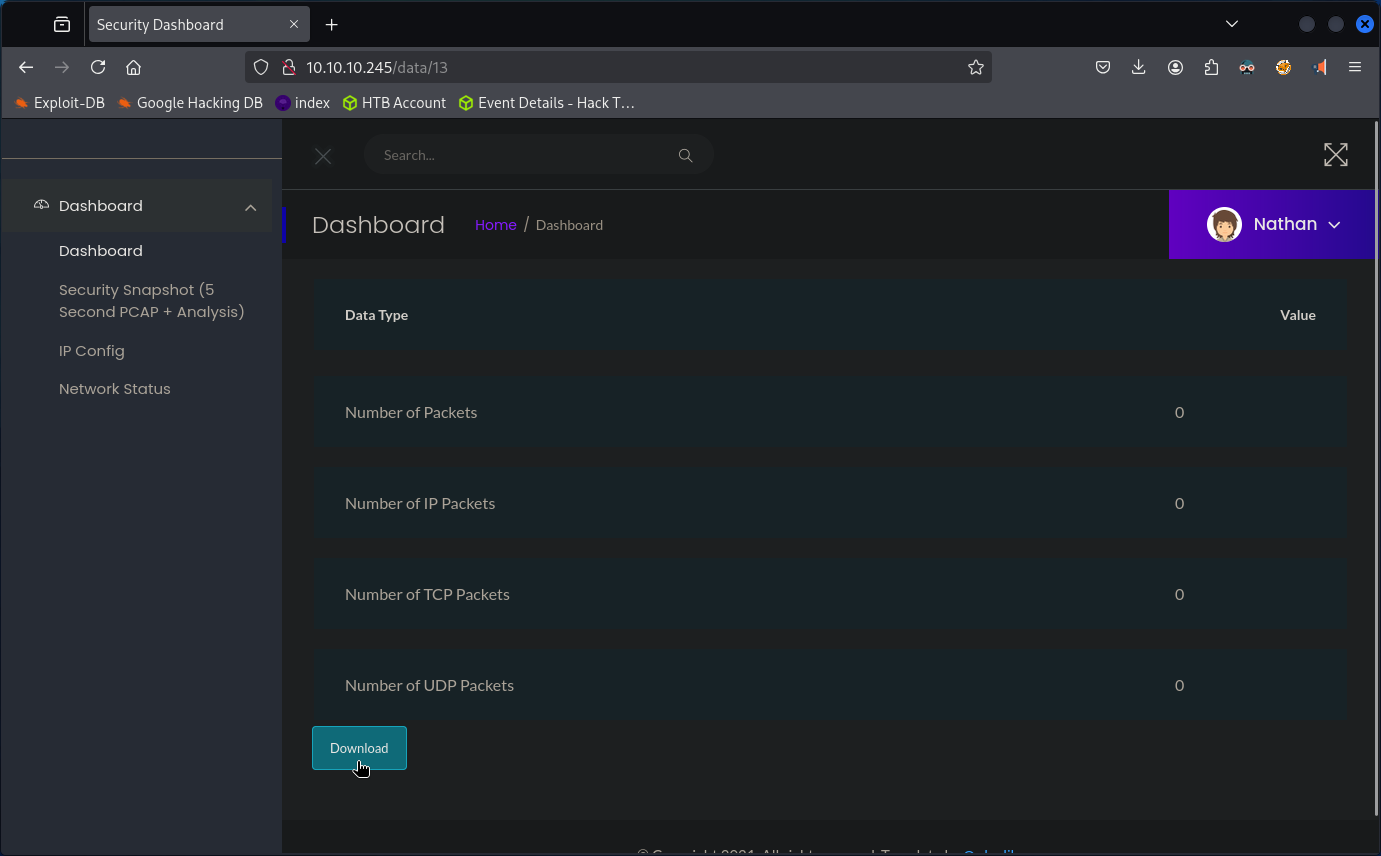 Security Dashboard
10.10.10.245/data/13
Exploit-DB
Google Hacking DB
index
HTB Account
Event Details - Hack T…
Search...
Dashboard
Dashboard
Security Snapshot (5
Second PCAP + Analysis)
IP Config
Network Status
Dashboard
Home / Dashboard
Nathan
Data Type Value
Number of Packets 0
Number of IP Packets 0
Number of TCP Packets 0
Number of UDP Packets 0
Download